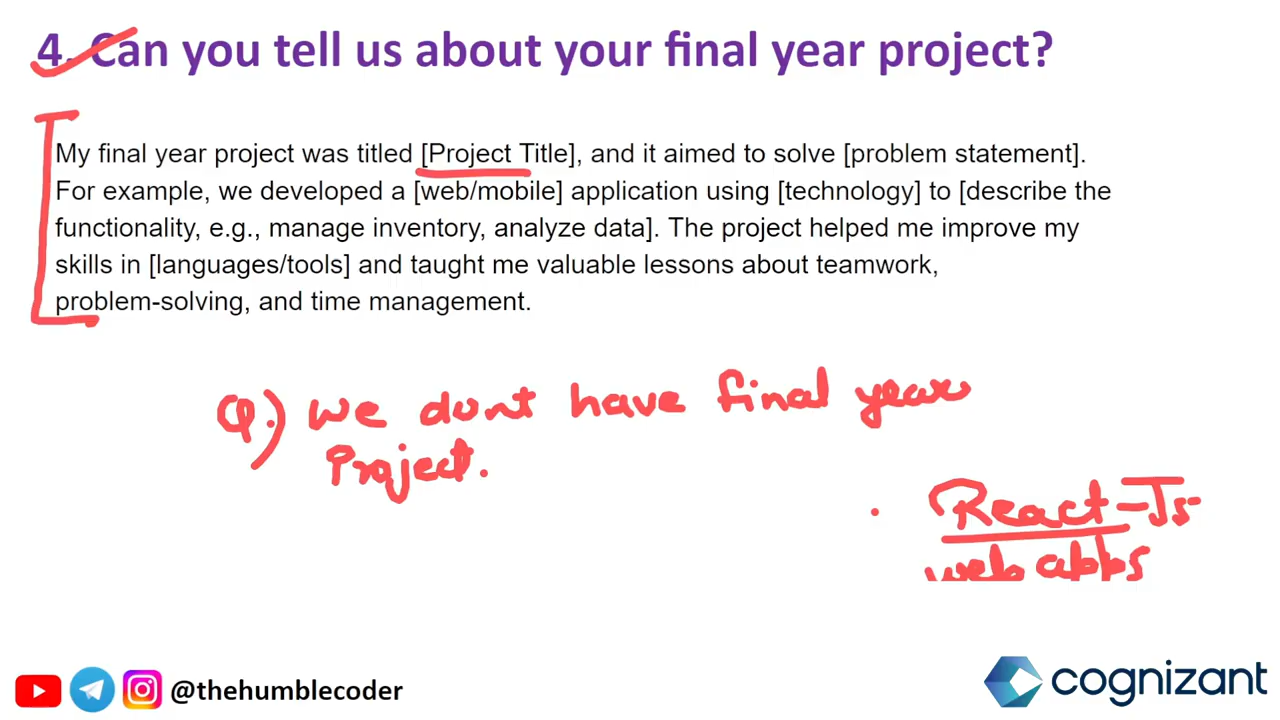 4. Can you tell us about your final year project?
My final year project was titled [Project Title], and it aimed to solve [problem statement].
For example, we developed a [web/mobile] application using [technology] to [describe the
functionality, e.g., manage inventory, analyze data]. The project helped me improve my
skills in [languages/tools] and taught me valuable lessons about teamwork,
problem-solving, and time management.
Q.) we dont have final year
Project.
React-Js
web apps
@thehumblecoder
cognizant